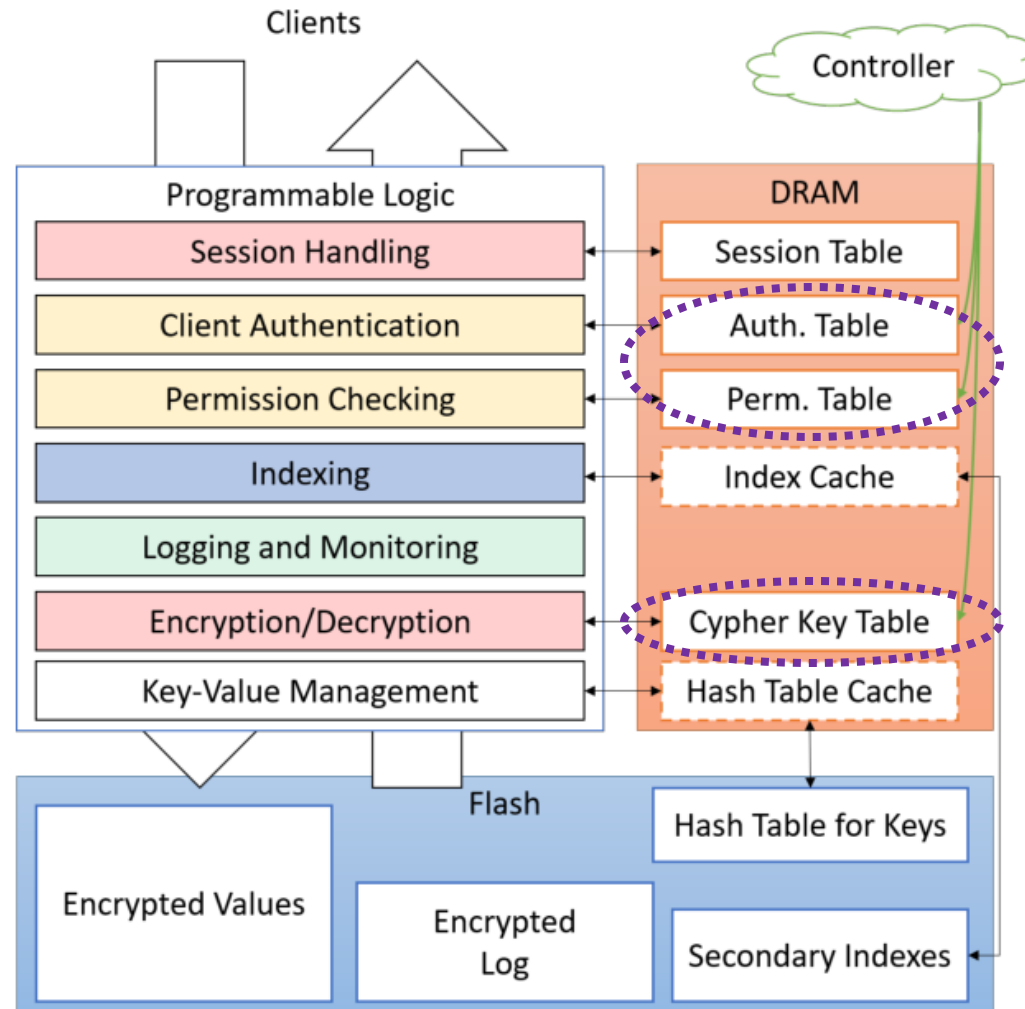 Clients
Controller
Programmable Logic
Session Handling
Client Authentication
Permission Checking
Indexing
Logging and Monitoring
Encryption/Decryption
Key-Value Management
DRAM
Session Table
Auth. Table
Perm. Table
Index Cache
Cypher Key Table
Hash Table Cache
Flash
Encrypted Values
Encrypted
Log
Hash Table for Keys
Secondary Indexes